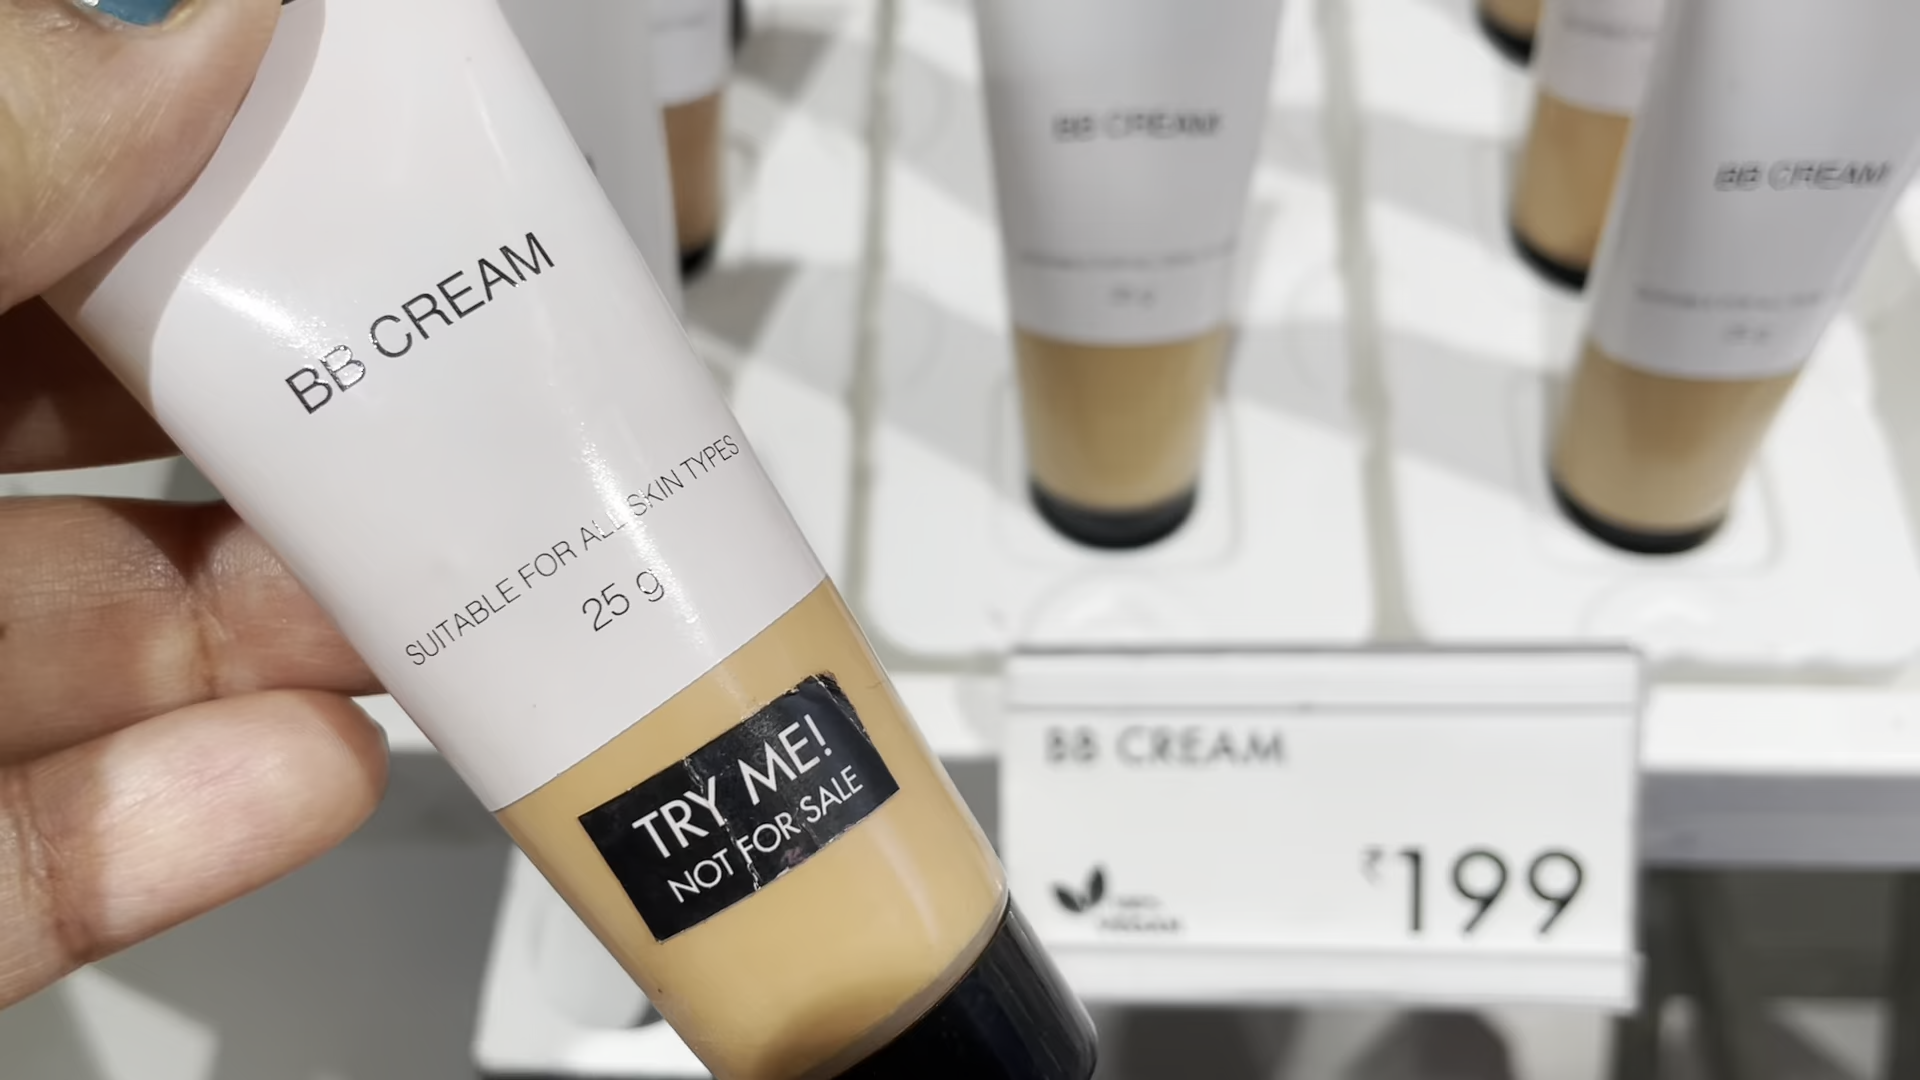 BB CREAM
SUITABLE FOR ALL SKIN TYPES
25 g
TRY ME!
NOT FOR SALE
BB CREAM
BB CREAM
BB CREAM
₹199
VEGAN